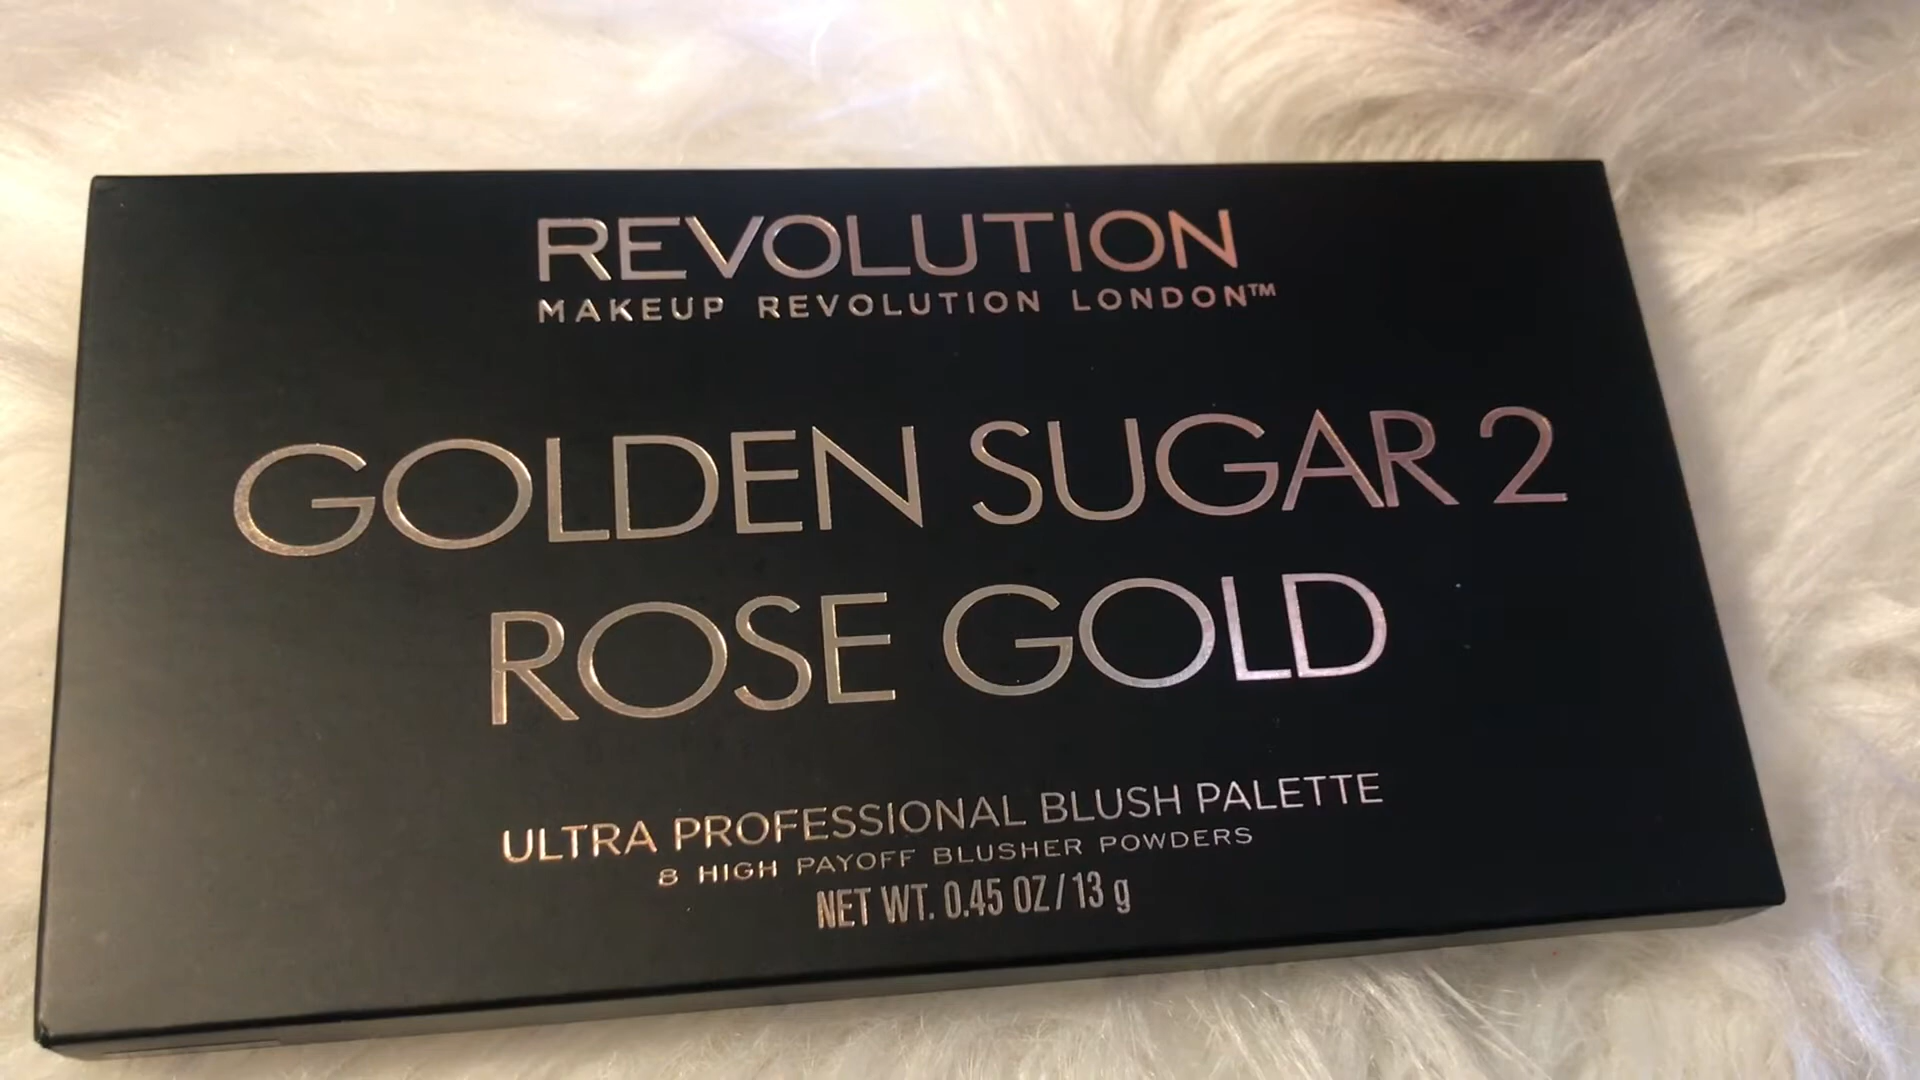 REVOLUTION
MAKEUP REVOLUTION LONDON™
GOLDEN SUGAR 2
ROSE GOLD
ULTRA PROFESSIONAL BLUSH PALETTE
8 HIGH PAYOFF BLUSHER POWDERS
NET WT. 0.45 OZ/13 g